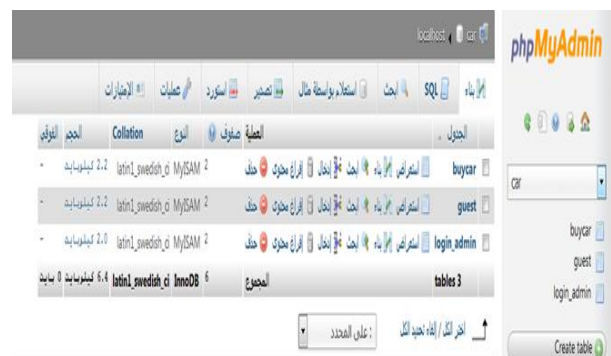 phpMyAdmin
car
buycar
guest
login_admin
Create table
localhost ، car
بناء SQL ابحث استعلام بواسطة مثال تصدير استورد عمليات الإمتيازات
الجدول العملية صفوف النوع Collation الحجم الفوقي
buycar استعراض بناء ابحث إدخال إفراغ محتوى حذف 2 MyISAM latin1_swedish_ci 2.2 كيلوبايت -
guest استعراض بناء ابحث إدخال إفراغ محتوى حذف 2 MyISAM latin1_swedish_ci 2.2 كيلوبايت -
login_admin استعراض بناء ابحث إدخال إفراغ محتوى حذف 2 MyISAM latin1_swedish_ci 2.0 كيلوبايت -
tables 3 المجموع 6 InnoDB latin1_swedish_ci 6.4 كيلوبايت 0 بايت
اختر الكل / إلغاء تحديد الكل : على المحدد